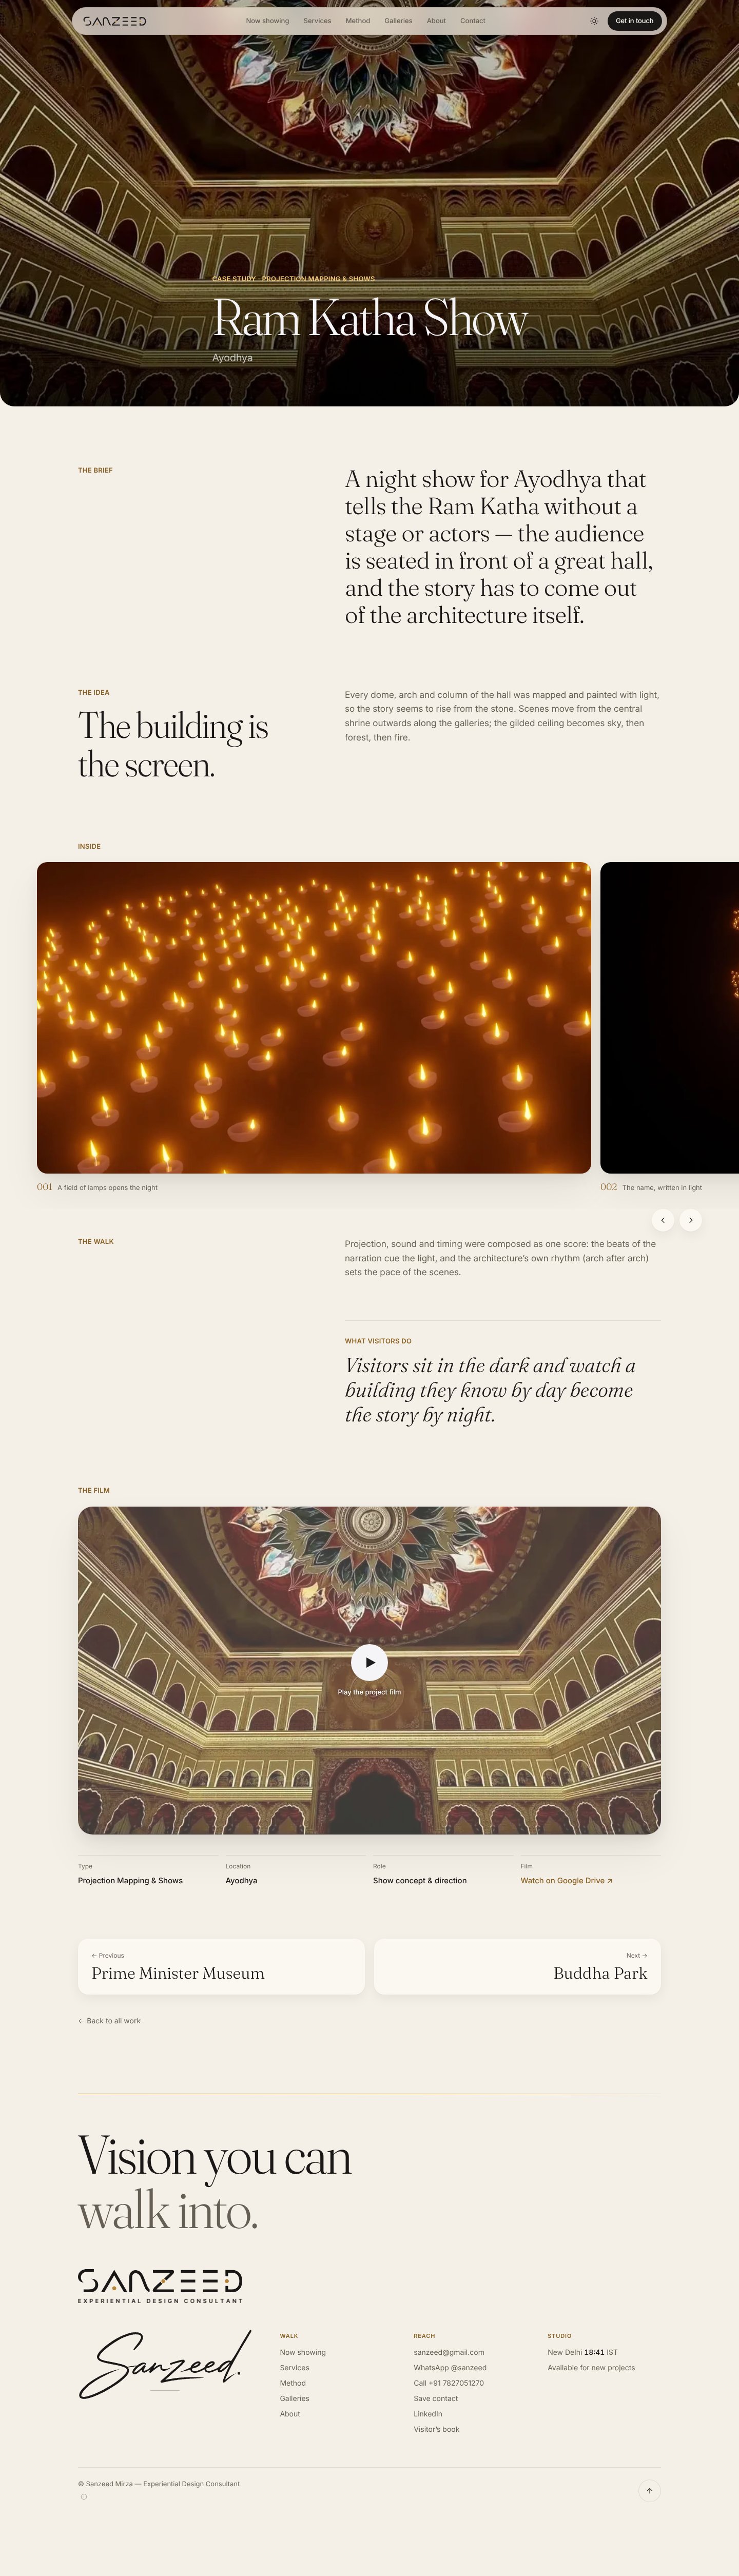 SANZEED
Now showing
Services
Method
Galleries
About
Contact
Get in touch
CASE STUDY · PROJECTION MAPPING & SHOWS
Ram Katha Show
Ayodhya
THE BRIEF
A night show for Ayodhya that
tells the Ram Katha without a
stage or actors — the audience
is seated in front of a great hall,
and the story has to come out
of the architecture itself.
THE IDEA
The building is
the screen.
Every dome, arch and column of the hall was mapped and painted with light,
so the story seems to rise from the stone. Scenes move from the central
shrine outwards along the galleries; the gilded ceiling becomes sky, then
forest, then fire.
INSIDE
001 A field of lamps opens the night
002 The name, written in light
THE WALK
Projection, sound and timing were composed as one score: the beats of the
narration cue the light, and the architecture’s own rhythm (arch after arch)
sets the pace of the scenes.
WHAT VISITORS DO
Visitors sit in the dark and watch a
building they know by day become
the story by night.
THE FILM
Play the project film
Type
Projection Mapping & Shows
Location
Ayodhya
Role
Show concept & direction
Film
Watch on Google Drive ↗
← Previous
Prime Minister Museum
Next →
Buddha Park
← Back to all work
Vision you can
walk into.
SANZEED
EXPERIENTIAL DESIGN CONSULTANT
Sanzeed.
WALK
Now showing
Services
Method
Galleries
About
REACH
sanzeed@gmail.com
WhatsApp @sanzeed
Call +91 7827051270
Save contact
LinkedIn
Visitor’s book
STUDIO
New Delhi 18:41 IST
Available for new projects
© Sanzeed Mirza — Experiential Design Consultant